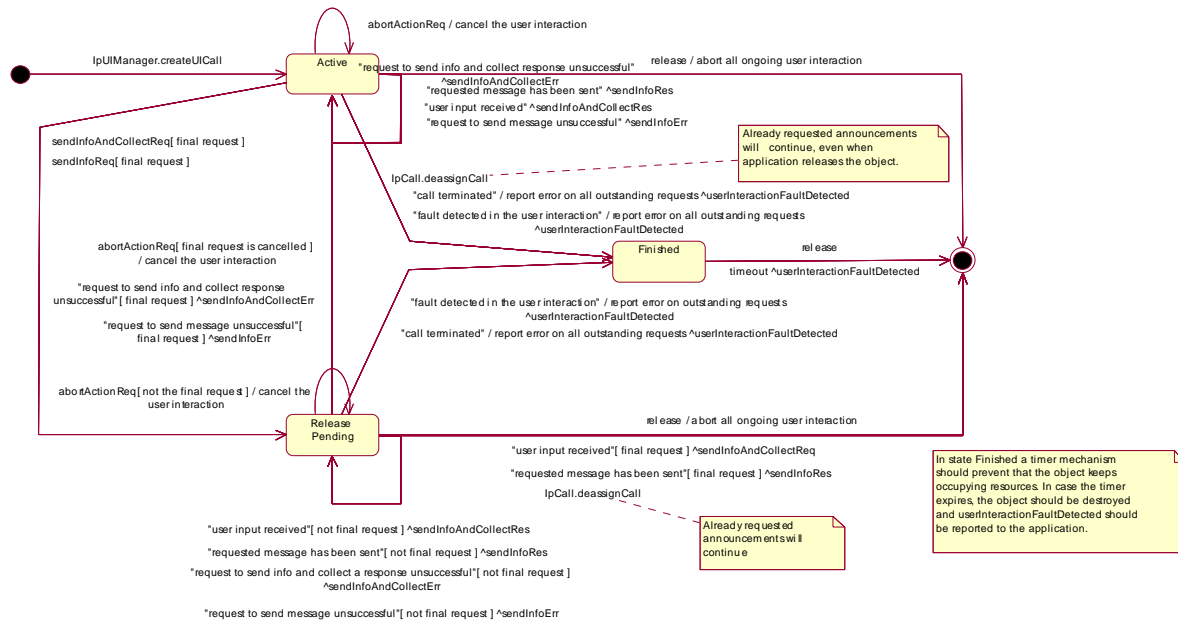 abortActionReq / cancel the user interaction
IpUIManager.createUICall
Active
"request to send info and collect response unsuccessful"
^sendInfoAndCollectErr
release / abort all ongoing user interaction
"requested message has been sent" ^sendInfoRes
"user input received" ^sendInfoAndCollectRes
"request to send message unsuccessful" ^sendInfoErr
sendInfoAndCollectReq[ final request ]
sendInfoReq[ final request ]
Already requested announcements
will continue, even when
application releases the object.
IpCall.deassignCall
"call terminated" / report error on all outstanding requests ^userInteractionFaultDetected
"fault detected in the user interaction" / report error on all outstanding requests
^userInteractionFaultDetected
abortActionReq[ final request is cancelled ]
/ cancel the user interaction
Finished
release
timeout ^userInteractionFaultDetected
"request to send info and collect response
unsuccessful"[ final request ] ^sendInfoAndCollectErr
"request to send message unsuccessful"[
final request ] ^sendInfoErr
"fault detected in the user interaction" / report error on outstanding requests
^userInteractionFaultDetected
"call terminated" / report error on all outstanding requests ^userInteractionFaultDetected
abortActionReq[ not the final request ] / cancel the
user interaction
Release
Pending
release / abort all ongoing user interaction
"user input received"[ final request ] ^sendInfoAndCollectReq
"requested message has been sent"[ final request ] ^sendInfoRes
IpCall.deassignCall
In state Finished a timer mechanism
should prevent that the object keeps
occupying resources. In case the timer
expires, the object should be destroyed
and userInteractionFaultDetected should
be reported to the application.
Already requested
announcements will
continue
"user input received"[ not final request ] ^sendInfoAndCollectRes
"requested message has been sent"[ not final request ] ^sendInfoRes
"request to send info and collect a response unsuccessful"[ not final request ]
^sendInfoAndCollectErr
"request to send message unsuccessful"[ not final request ] ^sendInfoErr